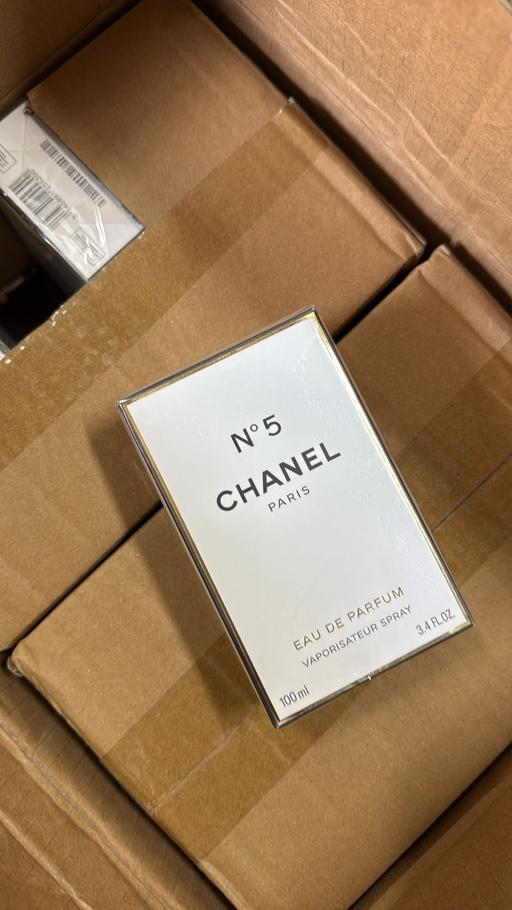 N°5
CHANEL
PARIS
EAU DE PARFUM
VAPORISATEUR SPRAY
100 ml
3.4 FL.OZ.